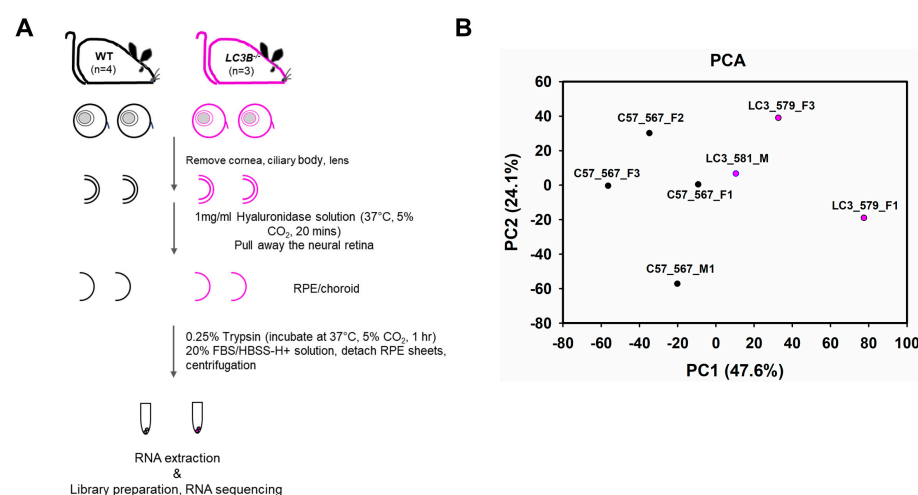 A
WT
(n=4)
LC3B-/-
(n=3)
Remove cornea, ciliary body, lens
1mg/ml Hyaluronidase solution (37°C, 5%
CO2, 20 mins)
Pull away the neural retina
RPE/choroid
0.25% Trypsin (incubate at 37°C, 5% CO2, 1 hr)
20% FBS/HBSS-H+ solution, detach RPE sheets,
centrifugation
RNA extraction
&
Library preparation, RNA sequencing
B
PCA
PC2 (24.1%)
60
40
20
0
-20
-40
-60
-80
C57_567_F2
LC3_579_F3
LC3_581_M
C57_567_F3
C57_567_F1
LC3_579_F1
C57_567_M1
-80 -60 -40 -20 0 20 40 60 80 100
PC1 (47.6%)